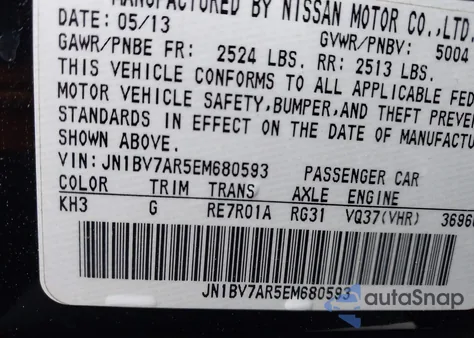 MANUFACTURED BY NISSAN MOTOR CO.,LTD.
DATE: 05/13 GVWR/PNBV: 5004
GAWR/PNBE FR: 2524 LBS. RR: 2513 LBS.
THIS VEHICLE CONFORMS TO ALL APPLICABLE FED
MOTOR VEHICLE SAFETY,BUMPER,AND THEFT PREVE
STANDARDS IN EFFECT ON THE DATE OF MANUFACTU
SHOWN ABOVE.
VIN: JN1BV7AR5EM680593 PASSENGER CAR
COLOR TRIM TRANS AXLE ENGINE
KH3 G RE7R01A RG31 VQ37(VHR) 3696
JN1BV7AR5EM680593
autoSnap